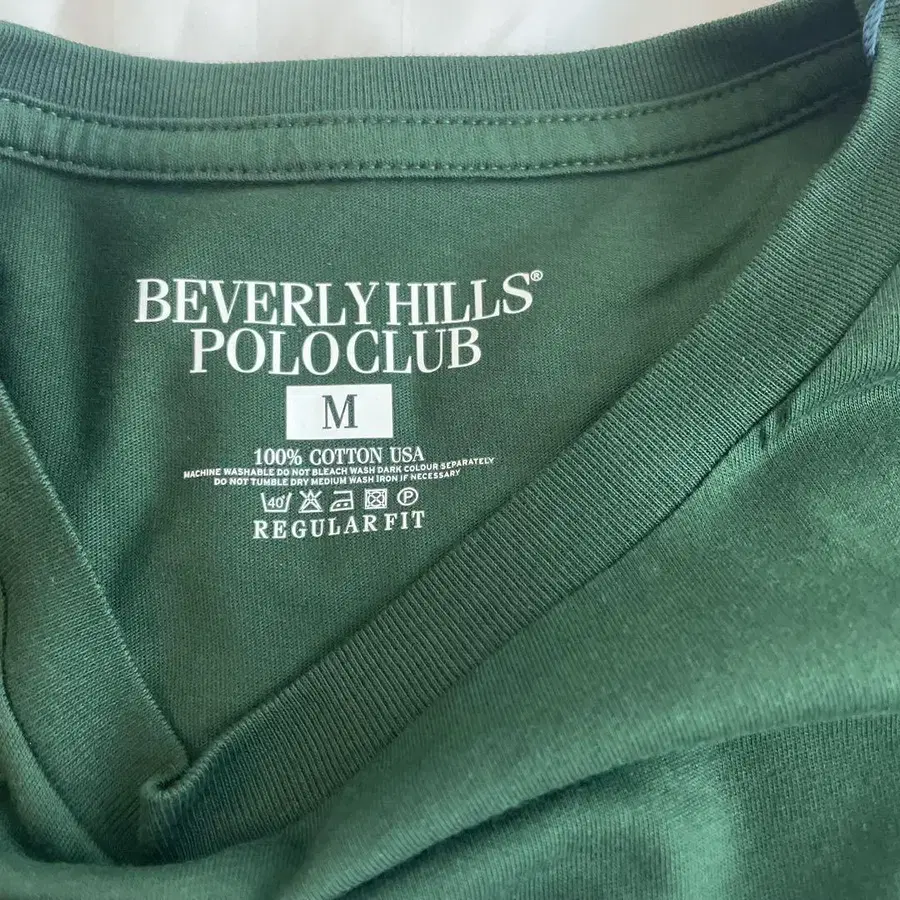 BEVERLY HILLS®
POLO CLUB
M
100% COTTON USA
MACHINE WASHABLE DO NOT BLEACH WASH DARK COLOUR SEPARATELY
DO NOT TUMBLE DRY MEDIUM WASH IRON IF NECESSARY
40° P
REGULAR FIT